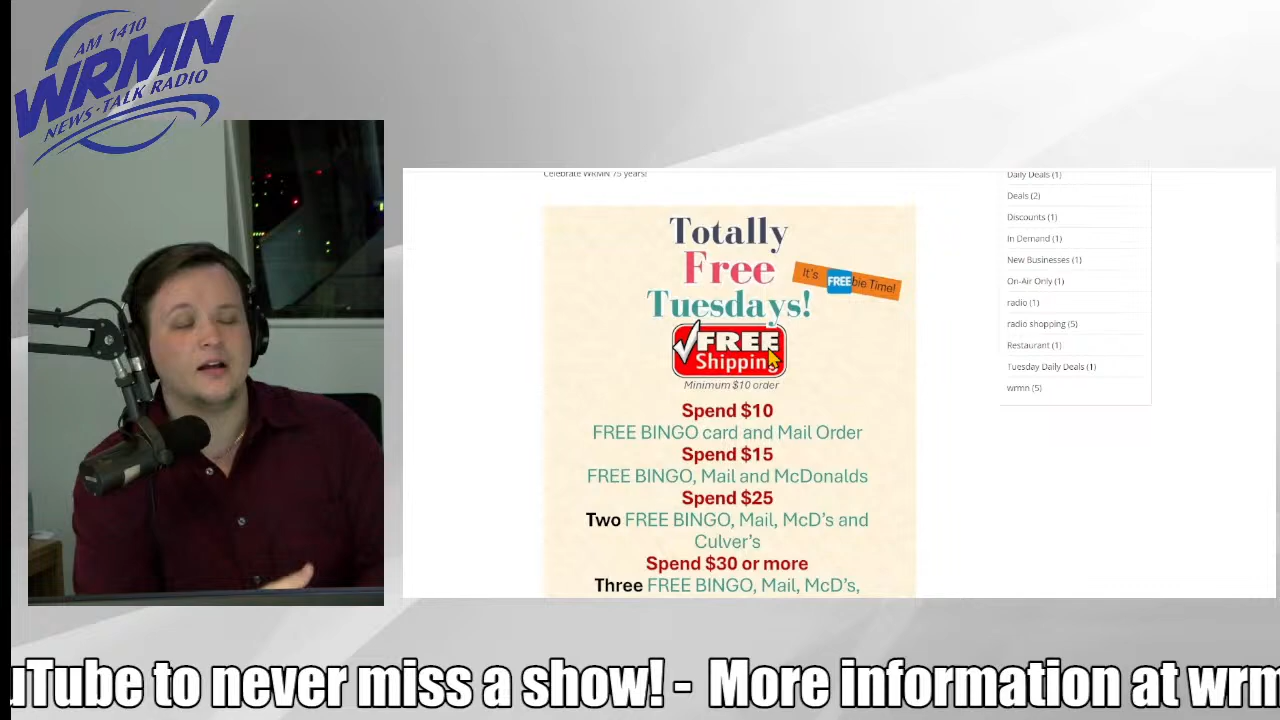 AM 1410
WRMN
NEWS·TALK RADIO
Celebrate WRMN 75 years!
Totally
Free
Tuesdays!
It's FREEbie Time!
FREE
Shipping
Minimum $10 order
Spend $10
FREE BINGO card and Mail Order
Spend $15
FREE BINGO, Mail and McDonalds
Spend $25
Two FREE BINGO, Mail, McD's and
Culver's
Spend $30 or more
Three FREE BINGO, Mail, McD's,
Daily Deals (1)
Deals (2)
Discounts (1)
In Demand (1)
New Businesses (1)
On-Air Only (1)
radio (1)
radio shopping (5)
Restaurant (1)
Tuesday Daily Deals (1)
wrmn (5)
uTube to never miss a show! - More information at wrm